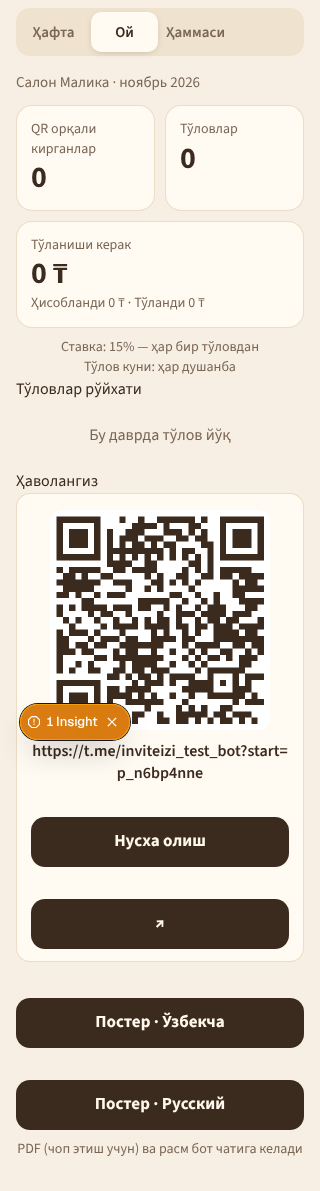 Ҳафта Ой Ҳаммаси
Салон Малика · ноябрь 2026
QR орқали
кирганлар
0
Тўловлар
0
Тўланиши керак
0 ₸
Ҳисобланди 0 ₸ · Тўланди 0 ₸
Ставка: 15% — ҳар бир тўловдан
Тўлов куни: ҳар душанба
Тўловлар рўйхати
Бу даврда тўлов йўқ
Ҳаволангиз
1 Insight
https://t.me/inviteizi_test_bot?start=
p_n6bp4nne
Нусха олиш
↗
Постер · Ўзбекча
Постер · Русский
PDF (чоп этиш учун) ва расм бот чатига келади